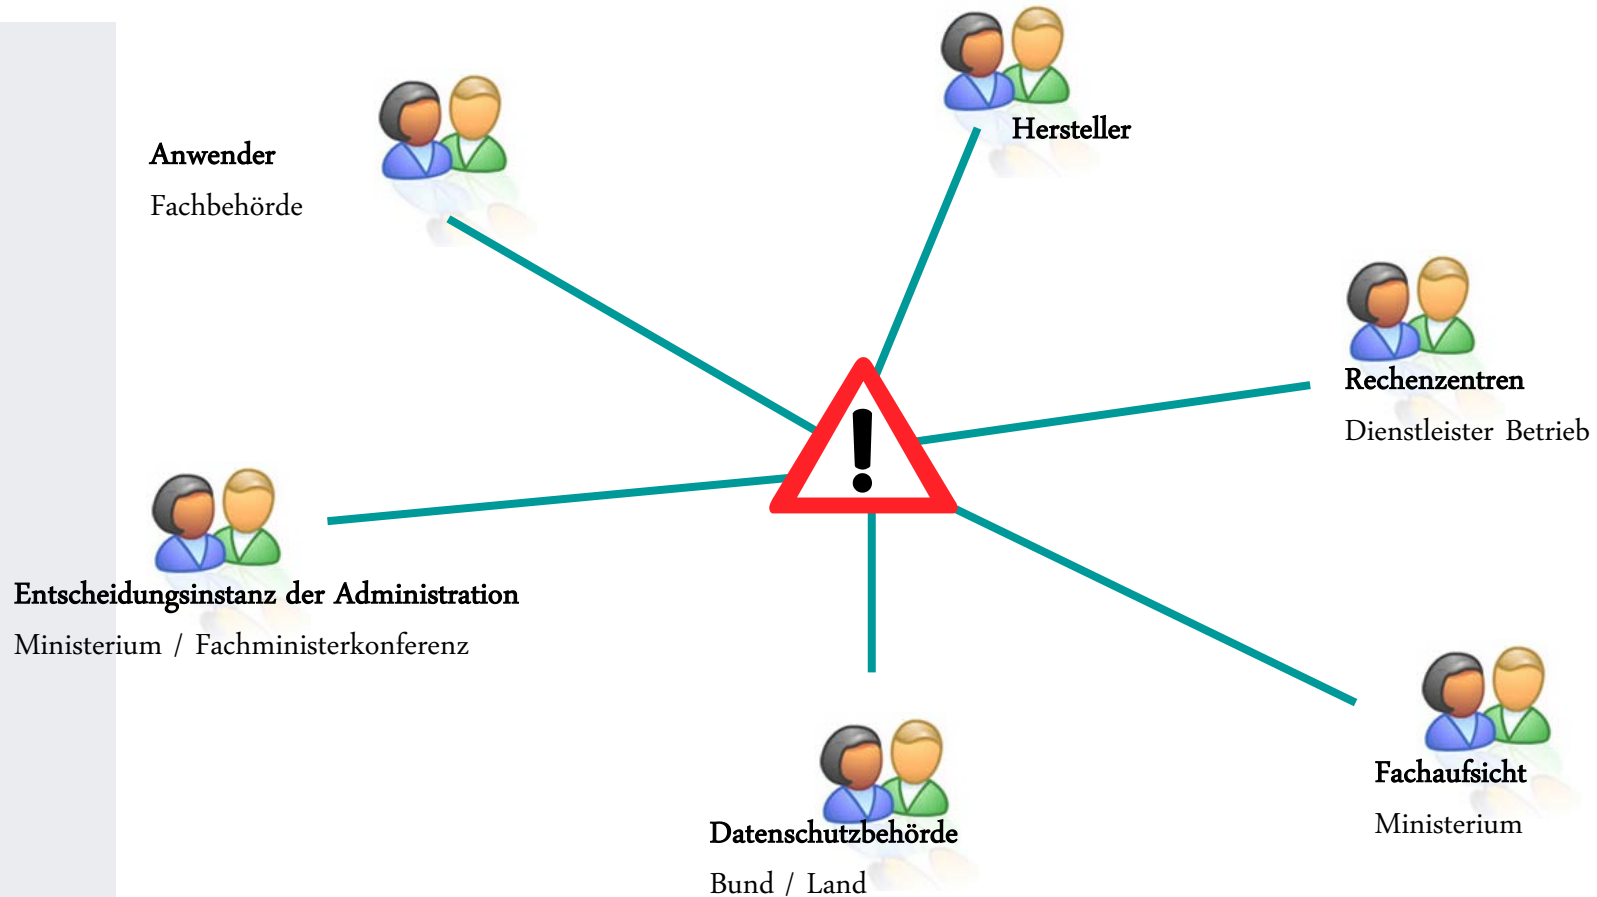 Hersteller
Anwender
Fachbehörde
Rechenzentren
Dienstleister Betrieb
Entscheidungsinstanz der Administration
Ministerium / Fachministerkonferenz
Fachaufsicht
Ministerium
Datenschutzbehörde
Bund / Land